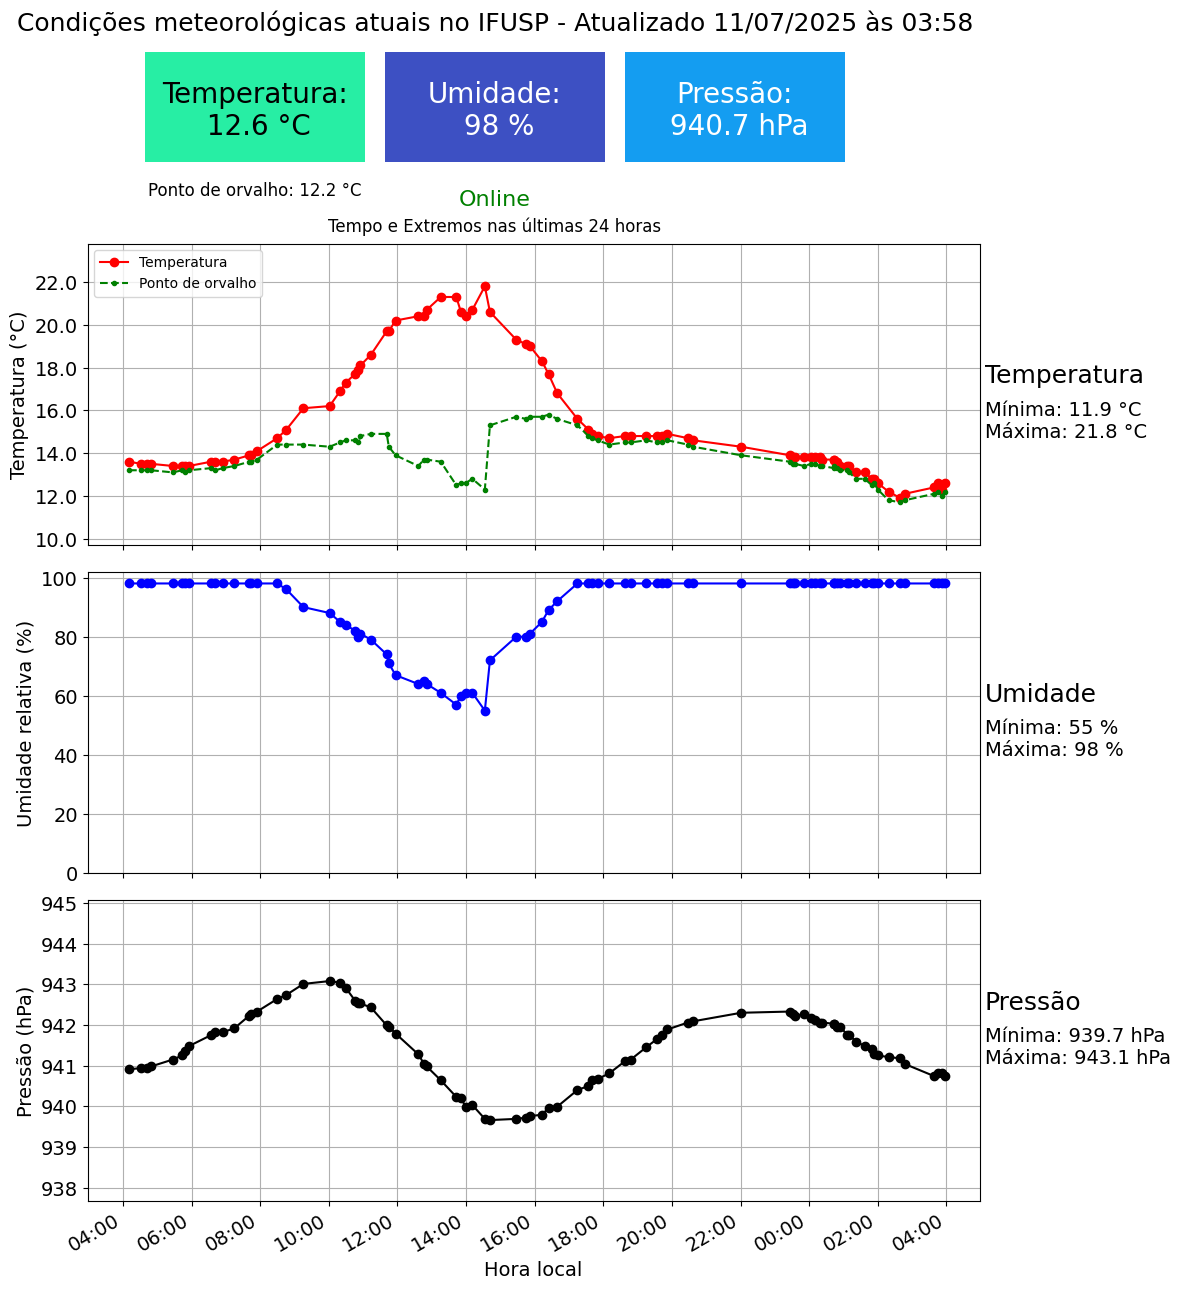 Condições meteorológicas atuais no IFUSP - Atualizado 11/07/2025 às 03:58
Temperatura:
12.6 °C
Umidade:
98 %
Pressão:
940.7 hPa
Ponto de orvalho: 12.2 °C
Online
Tempo e Extremos nas últimas 24 horas
Temperatura
Ponto de orvalho
Temperatura (°C)
22.0
20.0
18.0
16.0
14.0
12.0
10.0
Temperatura
Mínima: 11.9 °C
Máxima: 21.8 °C
Umidade relativa (%)
100
80
60
40
20
0
Umidade
Mínima: 55 %
Máxima: 98 %
Pressão (hPa)
945
944
943
942
941
940
939
938
Pressão
Mínima: 939.7 hPa
Máxima: 943.1 hPa
04:00
06:00
08:00
10:00
12:00
14:00
16:00
18:00
20:00
22:00
00:00
02:00
04:00
Hora local